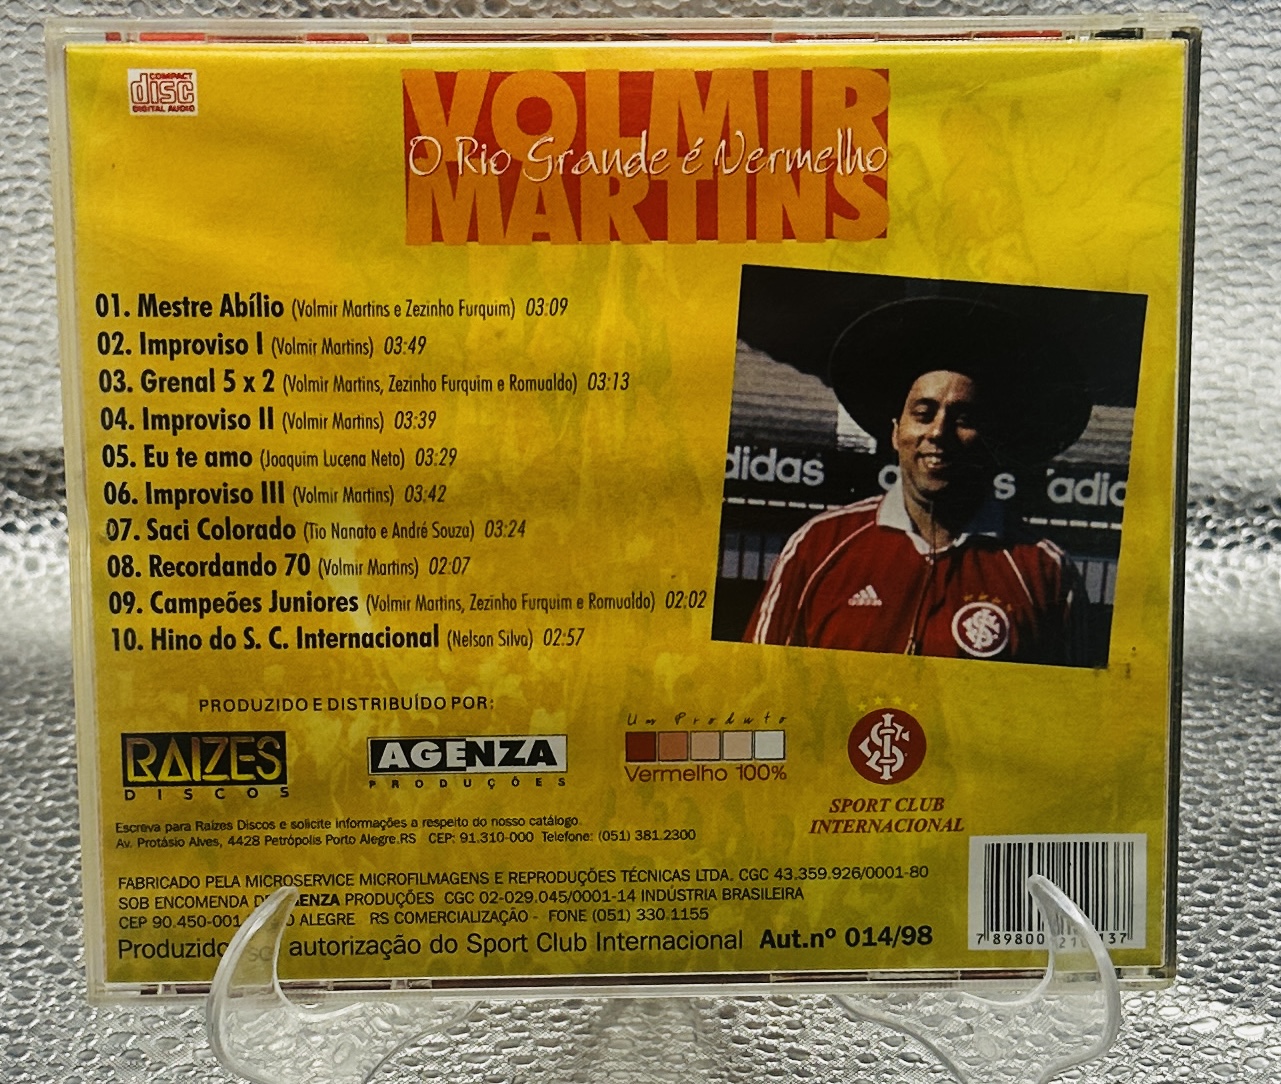 COMPACT
disc
DIGITAL AUDIO
VOLMIR
O Rio Grande é Vermelho
MARTINS
01. Mestre Abílio (Volmir Martins e Zezinho Furquim) 03:09
02. Improviso I (Volmir Martins) 03:49
03. Grenal 5 x 2 (Volmir Martins, Zezinho Furquim e Romualdo) 03:13
04. Improviso II (Volmir Martins) 03:39
05. Eu te amo (Joaquim Lucena Neto) 03:29
06. Improviso III (Volmir Martins) 03:42
07. Saci Colorado (Tio Nanato e André Souza) 03:24
08. Recordando 70 (Volmir Martins) 02:07
09. Campeões Juniores (Volmir Martins, Zezinho Furquim e Romualdo) 02:02
10. Hino do S. C. Internacional (Nelson Silva) 02:57
adidas
s adid
PRODUZIDO E DISTRIBUÍDO POR:
RAIZES
DISCOS
AGENZA
PRODUÇÕES
Um Produto
Vermelho 100%
SPORT CLUB
INTERNACIONAL
Escreva para Raizes Discos e solicite informações a respeito do nosso catálogo.
Av. Protásio Alves, 4428 Petrópolis Porto Alegre.RS CEP: 91.310-000 Telefone: (051) 381.2300
FABRICADO PELA MICROSERVICE MICROFILMAGENS E REPRODUÇÕES TÉCNICAS LTDA. CGC 43.359.926/0001-80
SOB ENCOMENDA DE AGENZA PRODUÇÕES CGC 02-029.045/0001-14 INDÚSTRIA BRASILEIRA
CEP 90.450-001 ALEGRE RS COMERCIALIZAÇÃO - FONE (051) 330.1155
Produzido autorização do Sport Club Internacional Aut.nº 014/98
7 89800